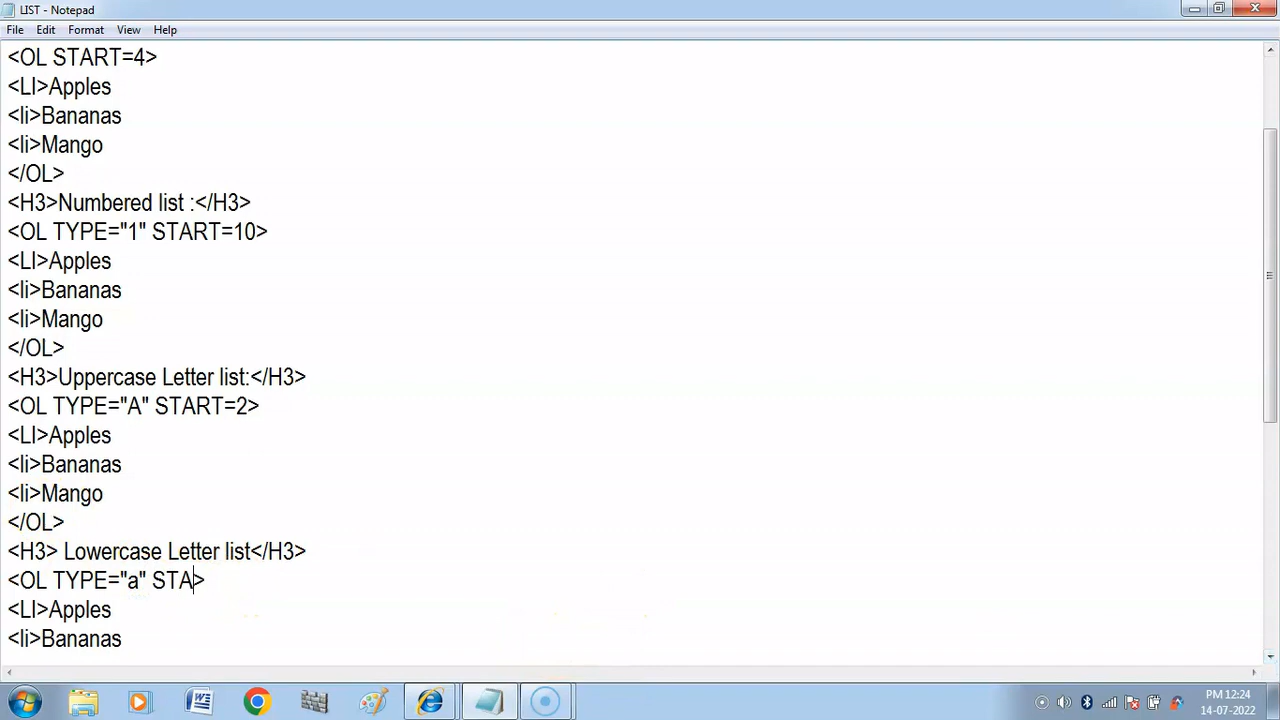 LIST - Notepad
File Edit Format View Help
<OL START=4>
<LI>Apples
<li>Bananas
<li>Mango
</OL>
<H3>Numbered list :</H3>
<OL TYPE="1" START=10>
<LI>Apples
<li>Bananas
<li>Mango
</OL>
<H3>Uppercase Letter list:</H3>
<OL TYPE="A" START=2>
<LI>Apples
<li>Bananas
<li>Mango
</OL>
<H3> Lowercase Letter list</H3>
<OL TYPE="a" STA>
<LI>Apples
<li>Bananas
PM 12:24
14-07-2022